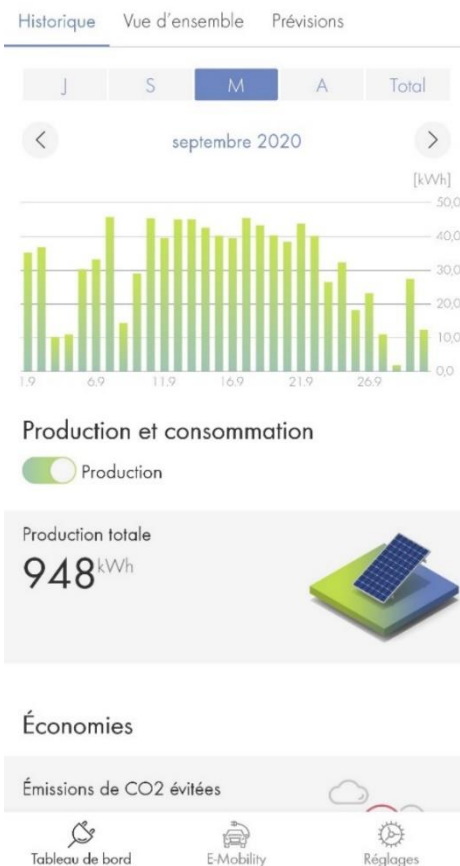 Historique Vue d'ensemble Prévisions
J S M A Total
septembre 2020
[kWh]
50,0
40,0
30,0
20,0
10,0
0,0
1.9 6.9 11.9 16.9 21.9 26.9
Production et consommation
Production
Production totale
948 kWh
Économies
Émissions de CO2 évitées
Tableau de bord E-Mobility Réglages